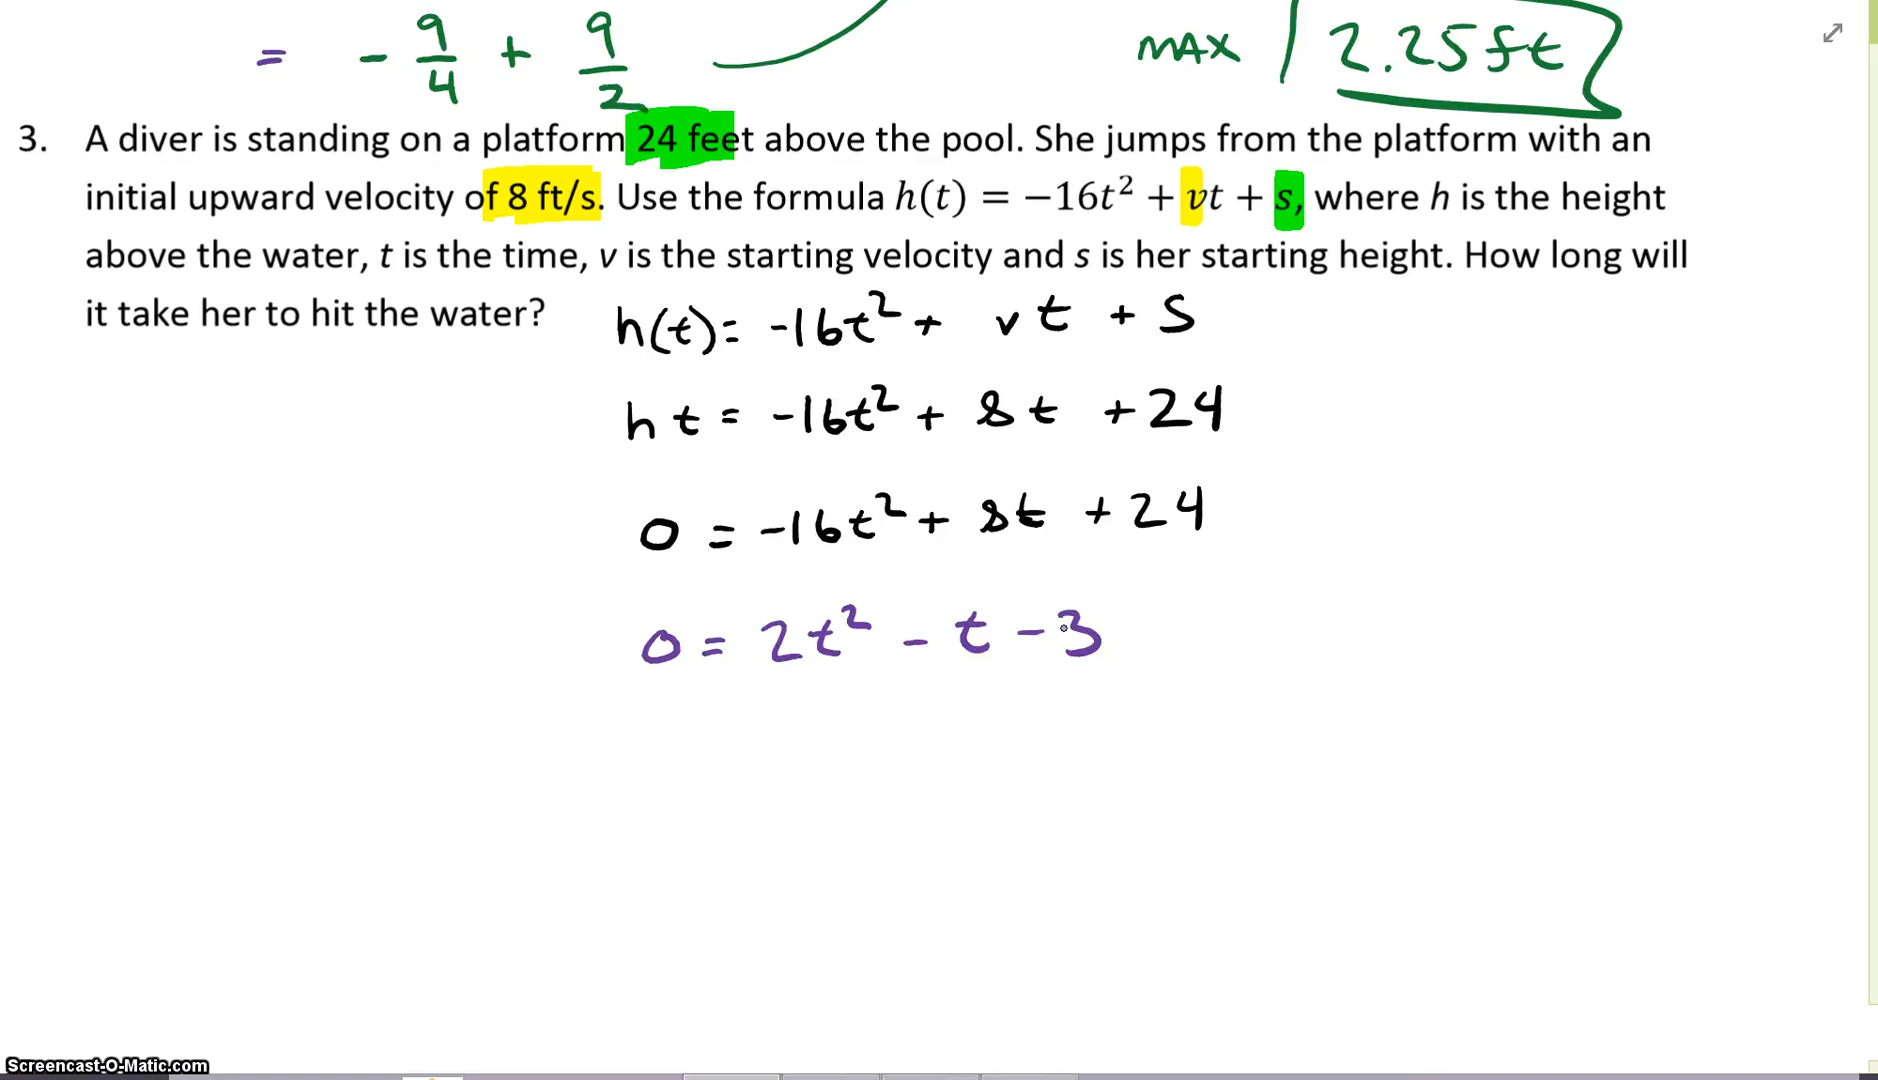 = - 9/4 + 9/2 MAX 2.25ft
3. A diver is standing on a platform 24 feet above the pool. She jumps from the platform with an
initial upward velocity of 8 ft/s. Use the formula h(t) = −16t² + vt + s, where h is the height
above the water, t is the time, v is the starting velocity and s is her starting height. How long will
it take her to hit the water?
h(t) = -16t² + vt + s
ht = -16t² + 8t + 24
0 = -16t² + 8t + 24
0 = 2t² - t - 3
Screencast-O-Matic.com